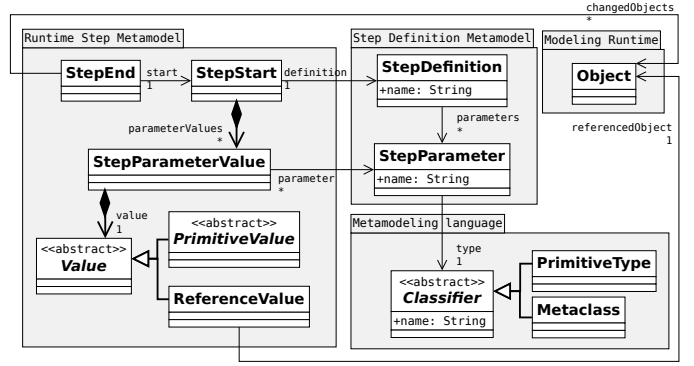 changedObjects
*
Runtime Step Metamodel
Step Definition Metamodel
Modeling Runtime
StepEnd
start
1
StepStart
definition
1
StepDefinition
+name: String
Object
parameterValues
*
parameters
*
referencedObject
1
StepParameterValue
parameter
*
StepParameter
+name: String
value
1
<<abstract>>
PrimitiveValue
Metamodeling language
<<abstract>>
Value
type
1
PrimitiveType
<<abstract>>
Classifier
+name: String
ReferenceValue
Metaclass